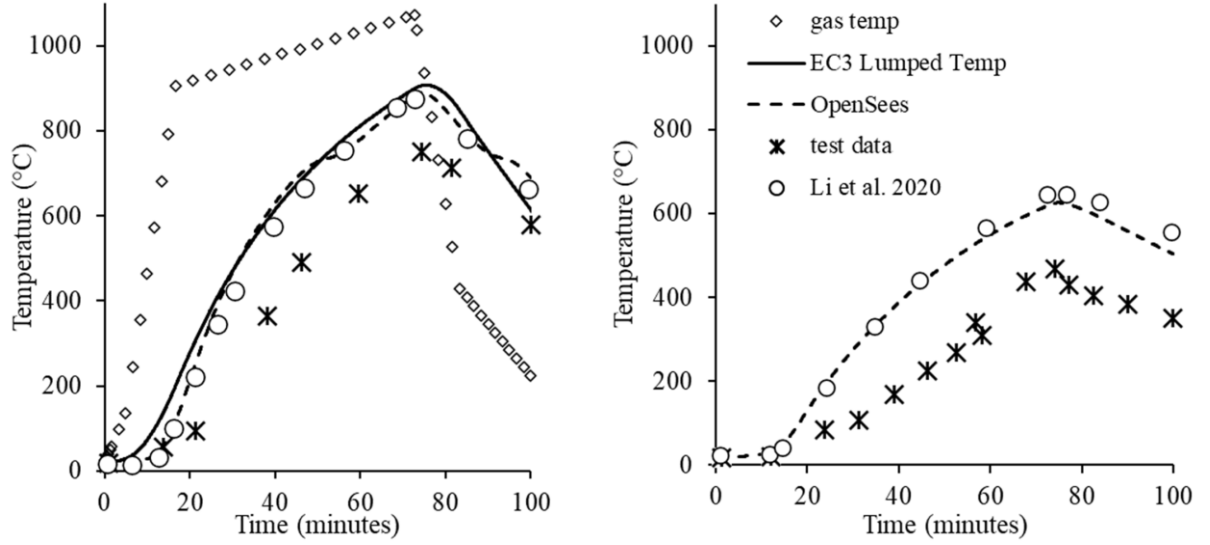 1000
800
600
400
200
0
Temperature (°C)
0 20 40 60 80 100
Time (minutes)
gas temp
EC3 Lumped Temp
OpenSees
test data
Li et al. 2020
1000
800
600
400
200
0
Temperature (°C)
0 20 40 60 80 100
Time (minutes)